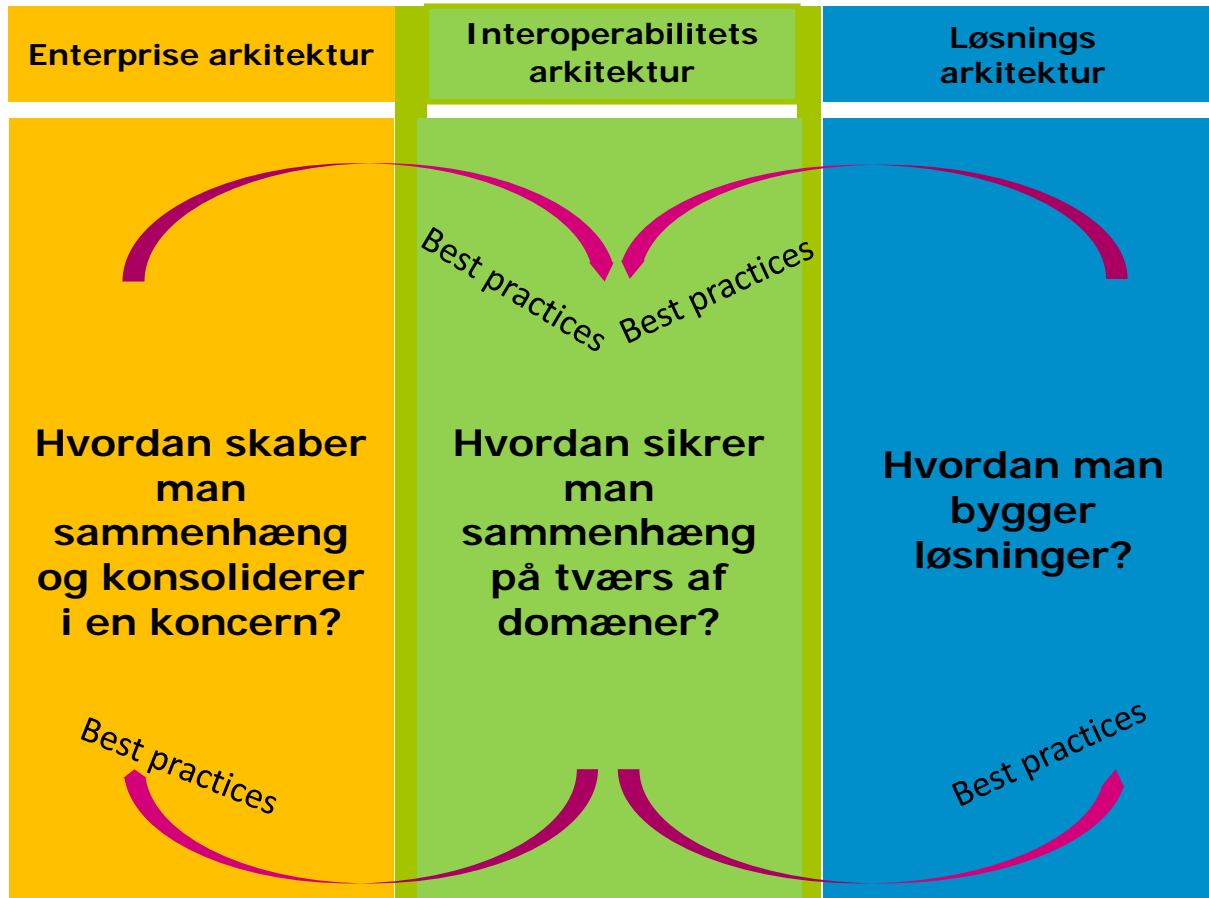 Enterprise arkitektur
Interoperabilitets
arkitektur
Løsnings
arkitektur
Best practices
Best practices
Hvordan skaber
man
sammenhæng
og konsoliderer
i en koncern?
Hvordan sikrer
man
sammenhæng
på tværs af
domæner?
Hvordan man
bygger
løsninger?
Best practices
Best practices